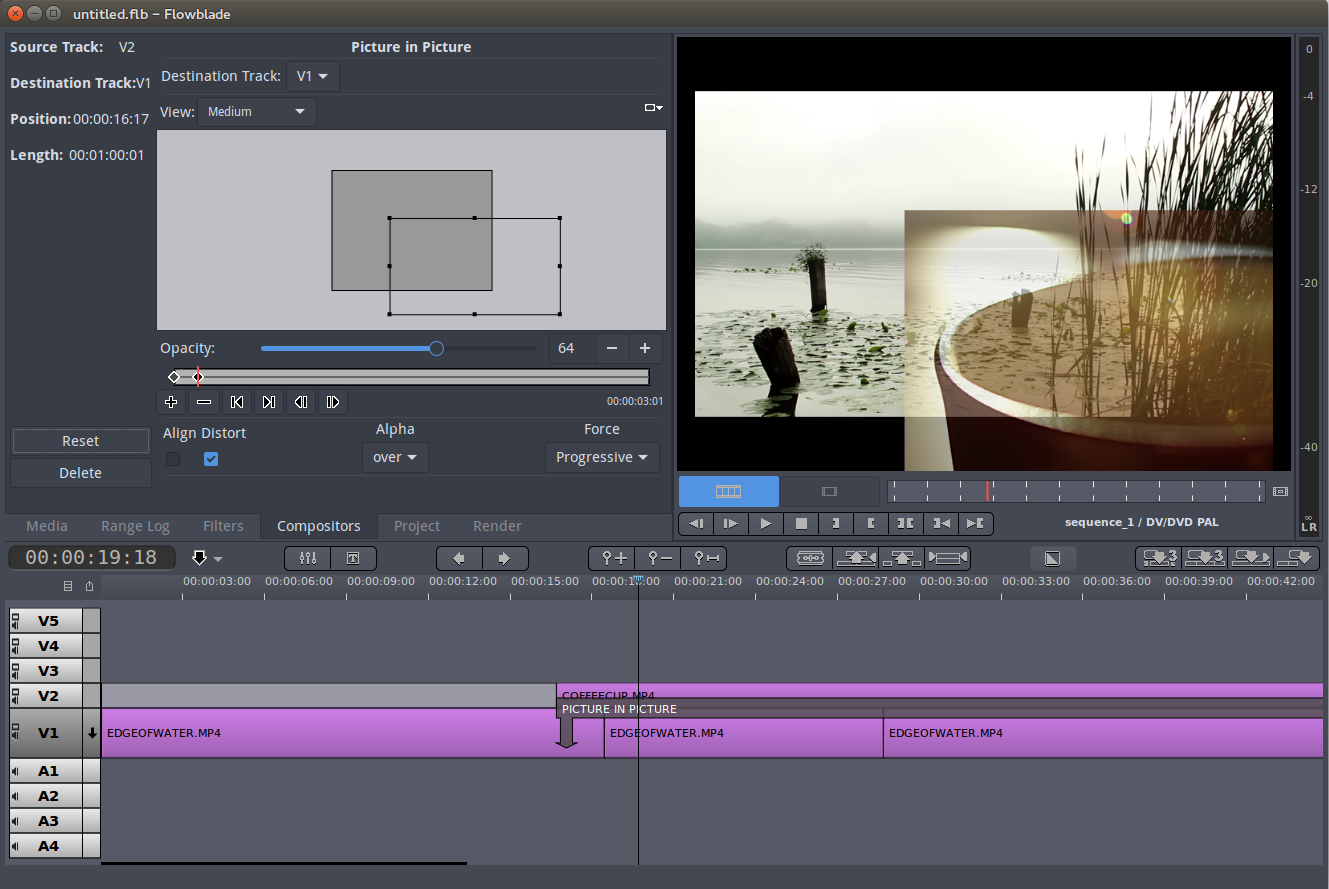 untitled.flb – Flowblade
Source Track: V2
Picture in Picture
Destination Track:V1
Destination Track: V1
Position: 00:00:16:17
View: Medium
Length: 00:01:00:01
Opacity: 64
00:00:03:01
Reset
Delete
Align Distort
Alpha
over
Force
Progressive
0
-4
-12
-20
-40
∞
L R
Media Range Log Filters Compositors Project Render
sequence_1 / DV/DVD PAL
00:00:19:18
T
3 3
00:00:03:00 00:00:06:00 00:00:09:00 00:00:12:00 00:00:15:00 00:00:21:00 00:00:24:00 00:00:27:00 00:00:30:00 00:00:33:00 00:00:36:00 00:00:39:00 00:00:42:00
V5
V4
V3
V2
COFFEECUP.MP4
PICTURE IN PICTURE
V1
EDGEOFWATER.MP4 EDGEOFWATER.MP4 EDGEOFWATER.MP4
A1
A2
A3
A4